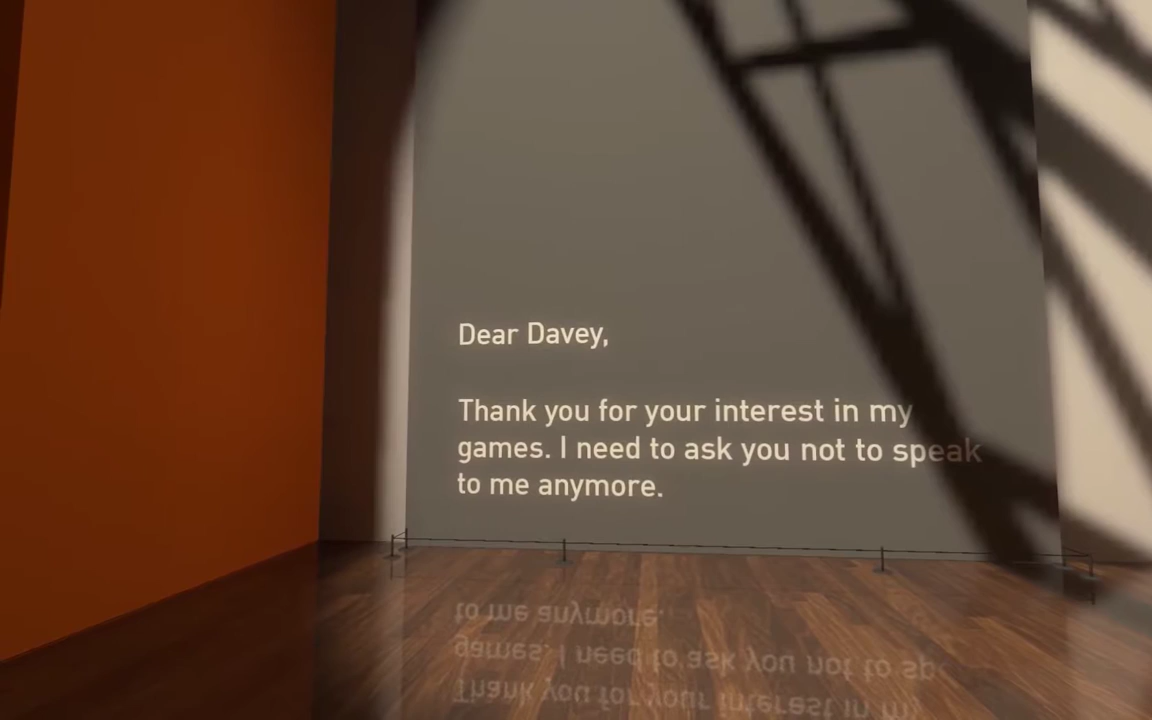 Dear Davey,
Thank you for your interest in my
games. I need to ask you not to speak
to me anymore.